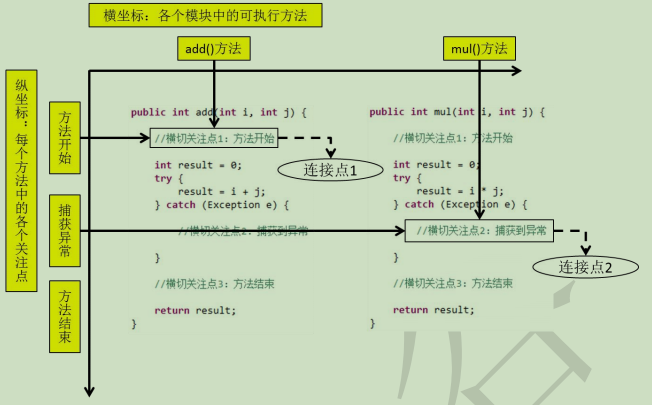 横坐标：各个模块中的可执行方法
add()方法
mul()方法
纵坐标：每个方法中的各个关注点
方法开始
捕获异常
方法结束
public int add(int i, int j) {
//横切关注点1：方法开始
int result = 0;
try {
result = i + j;
} catch (Exception e) {
//横切关注点2：捕获到异常
}
//横切关注点3：方法结束
return result;
}
连接点1
public int mul(int i, int j) {
//横切关注点1：方法开始
int result = 0;
try {
result = i * j;
} catch (Exception e) {
//横切关注点2：捕获到异常
}
//横切关注点3：方法结束
return result;
}
连接点2